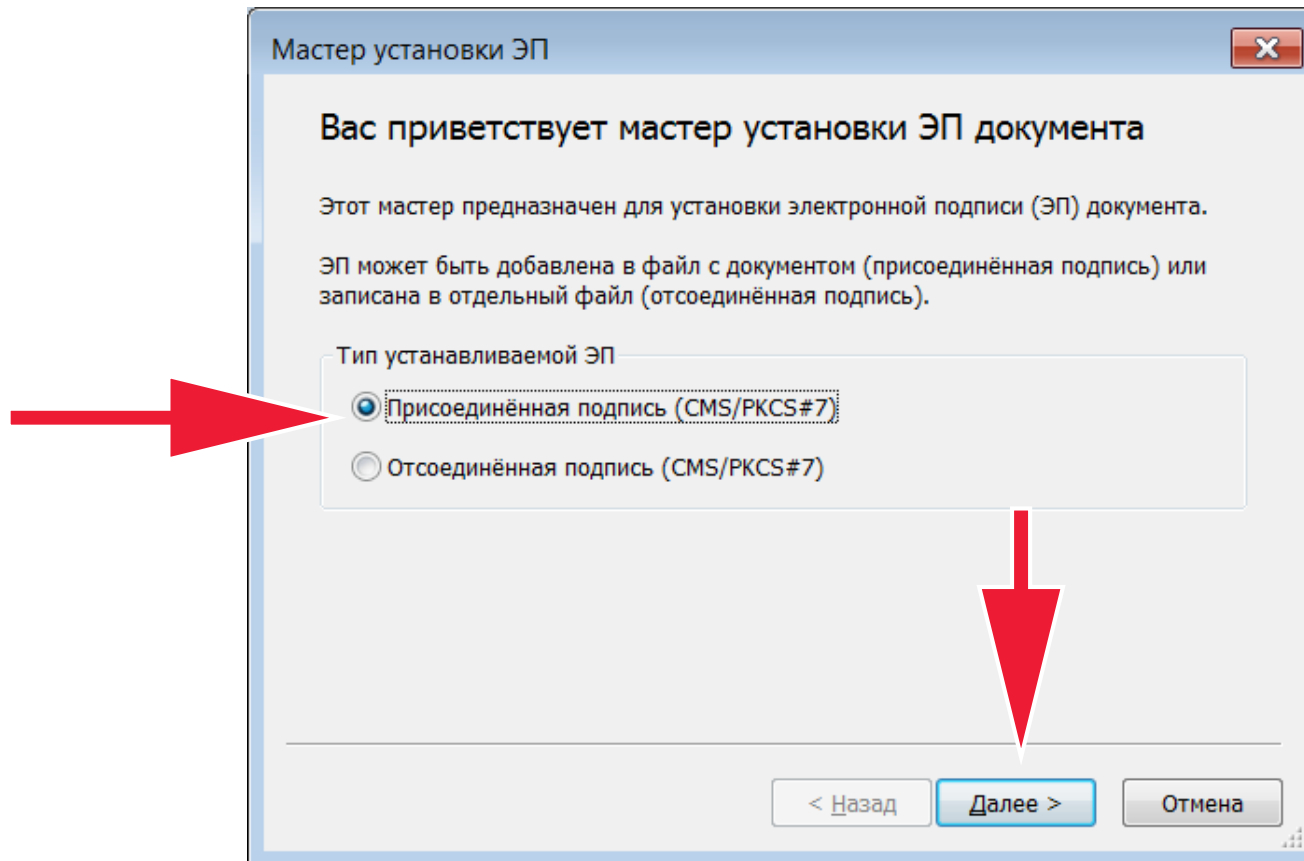 Мастер установки ЭП
Вас приветствует мастер установки ЭП документа
Этот мастер предназначен для установки электронной подписи (ЭП) документа.
ЭП может быть добавлена в файл с документом (присоединённая подпись) или
записана в отдельный файл (отсоединённая подпись).
Тип устанавливаемой ЭП
Присоединённая подпись (CMS/PKCS#7)
Отсоединённая подпись (CMS/PKCS#7)
< Назад Далее > Отмена